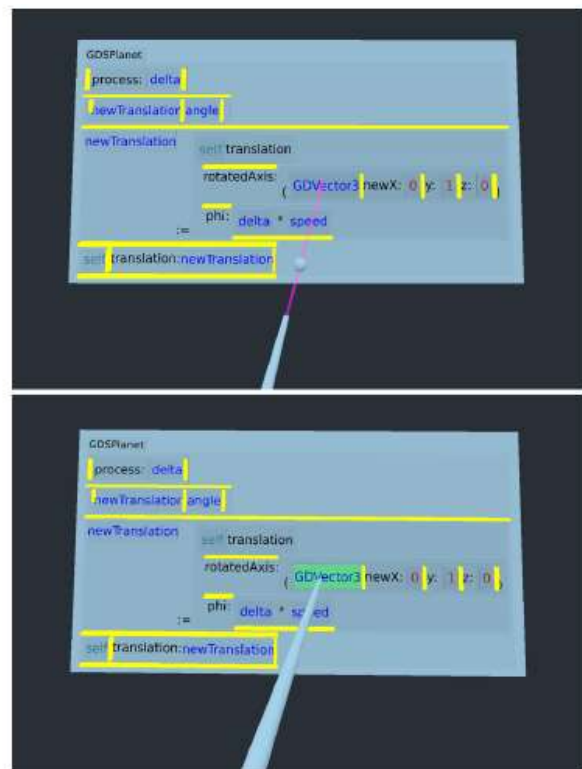 GDSPlanet
process: delta
newTranslation angle
newTranslation
self translation
rotatedAxis: ( GDVector3 newX: 0 y: 1 z: 0 )
phi: delta * speed
:=
self translation: newTranslation
GDSPlanet
process: delta
newTranslation angle
newTranslation
self translation
rotatedAxis: ( GDVector3 newX: 0 y: 1 z: 0 )
phi: delta * speed
:=
self translation: newTranslation